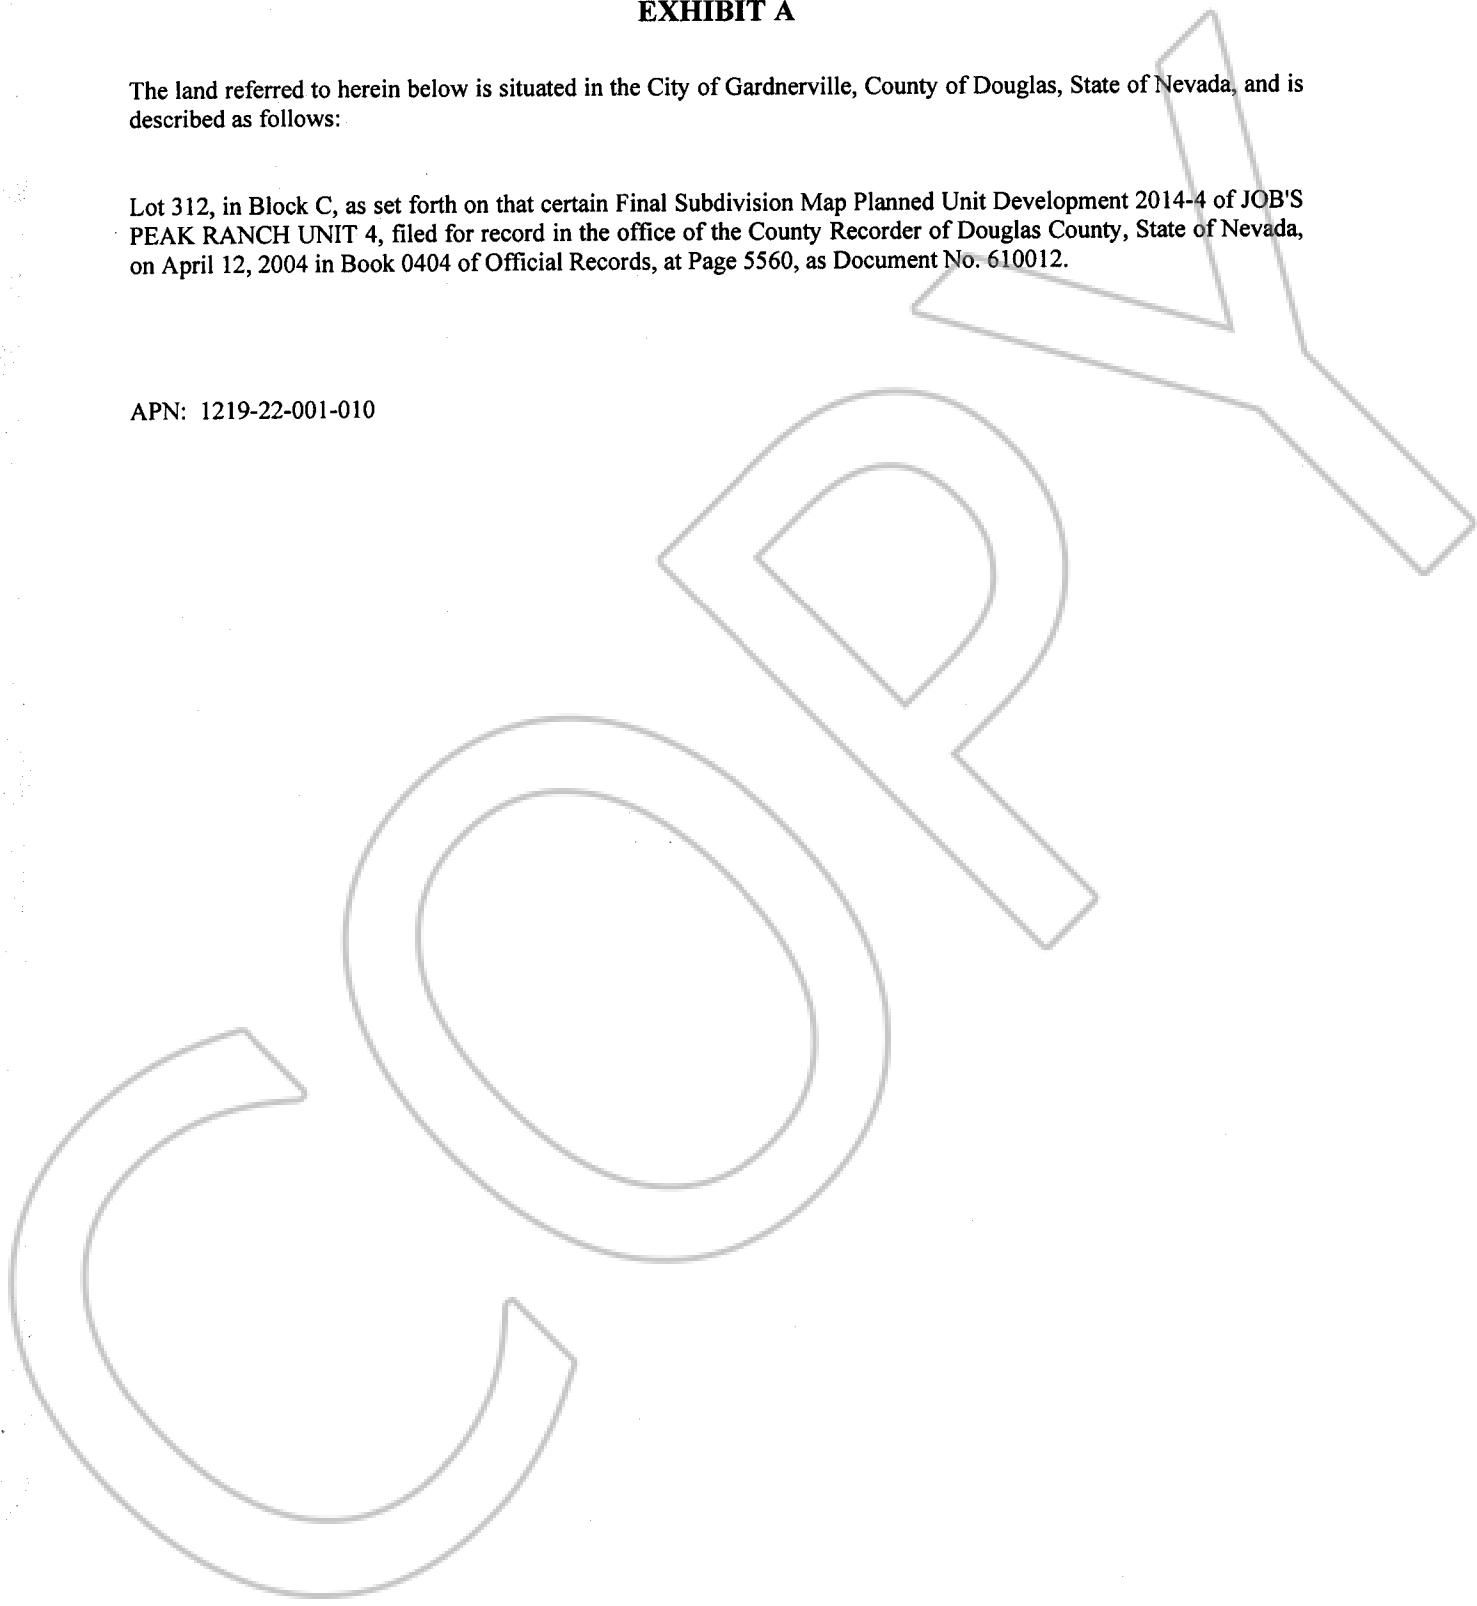 EXHIBIT A
The land referred to herein below is situated in the City of Gardnerville, County of Douglas, State of Nevada, and is
described as follows:
Lot 312, in Block C, as set forth on that certain Final Subdivision Map Planned Unit Development 2014-4 of JOB'S
PEAK RANCH UNIT 4, filed for record in the office of the County Recorder of Douglas County, State of Nevada,
on April 12, 2004 in Book 0404 of Official Records, at Page 5560, as Document No. 610012.
APN: 1219-22-001-010
COPY